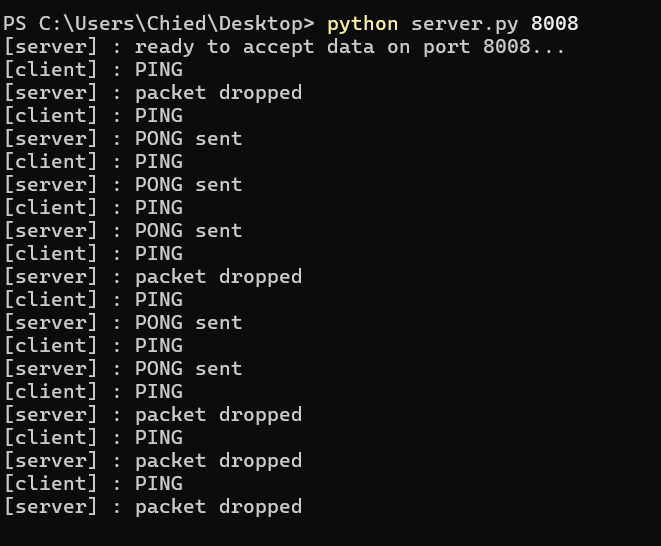 PS C:\Users\Chied\Desktop> python server.py 8008
[server] : ready to accept data on port 8008...
[client] : PING
[server] : packet dropped
[client] : PING
[server] : PONG sent
[client] : PING
[server] : PONG sent
[client] : PING
[server] : PONG sent
[client] : PING
[server] : packet dropped
[client] : PING
[server] : PONG sent
[client] : PING
[server] : PONG sent
[client] : PING
[server] : packet dropped
[client] : PING
[server] : packet dropped
[client] : PING
[server] : packet dropped